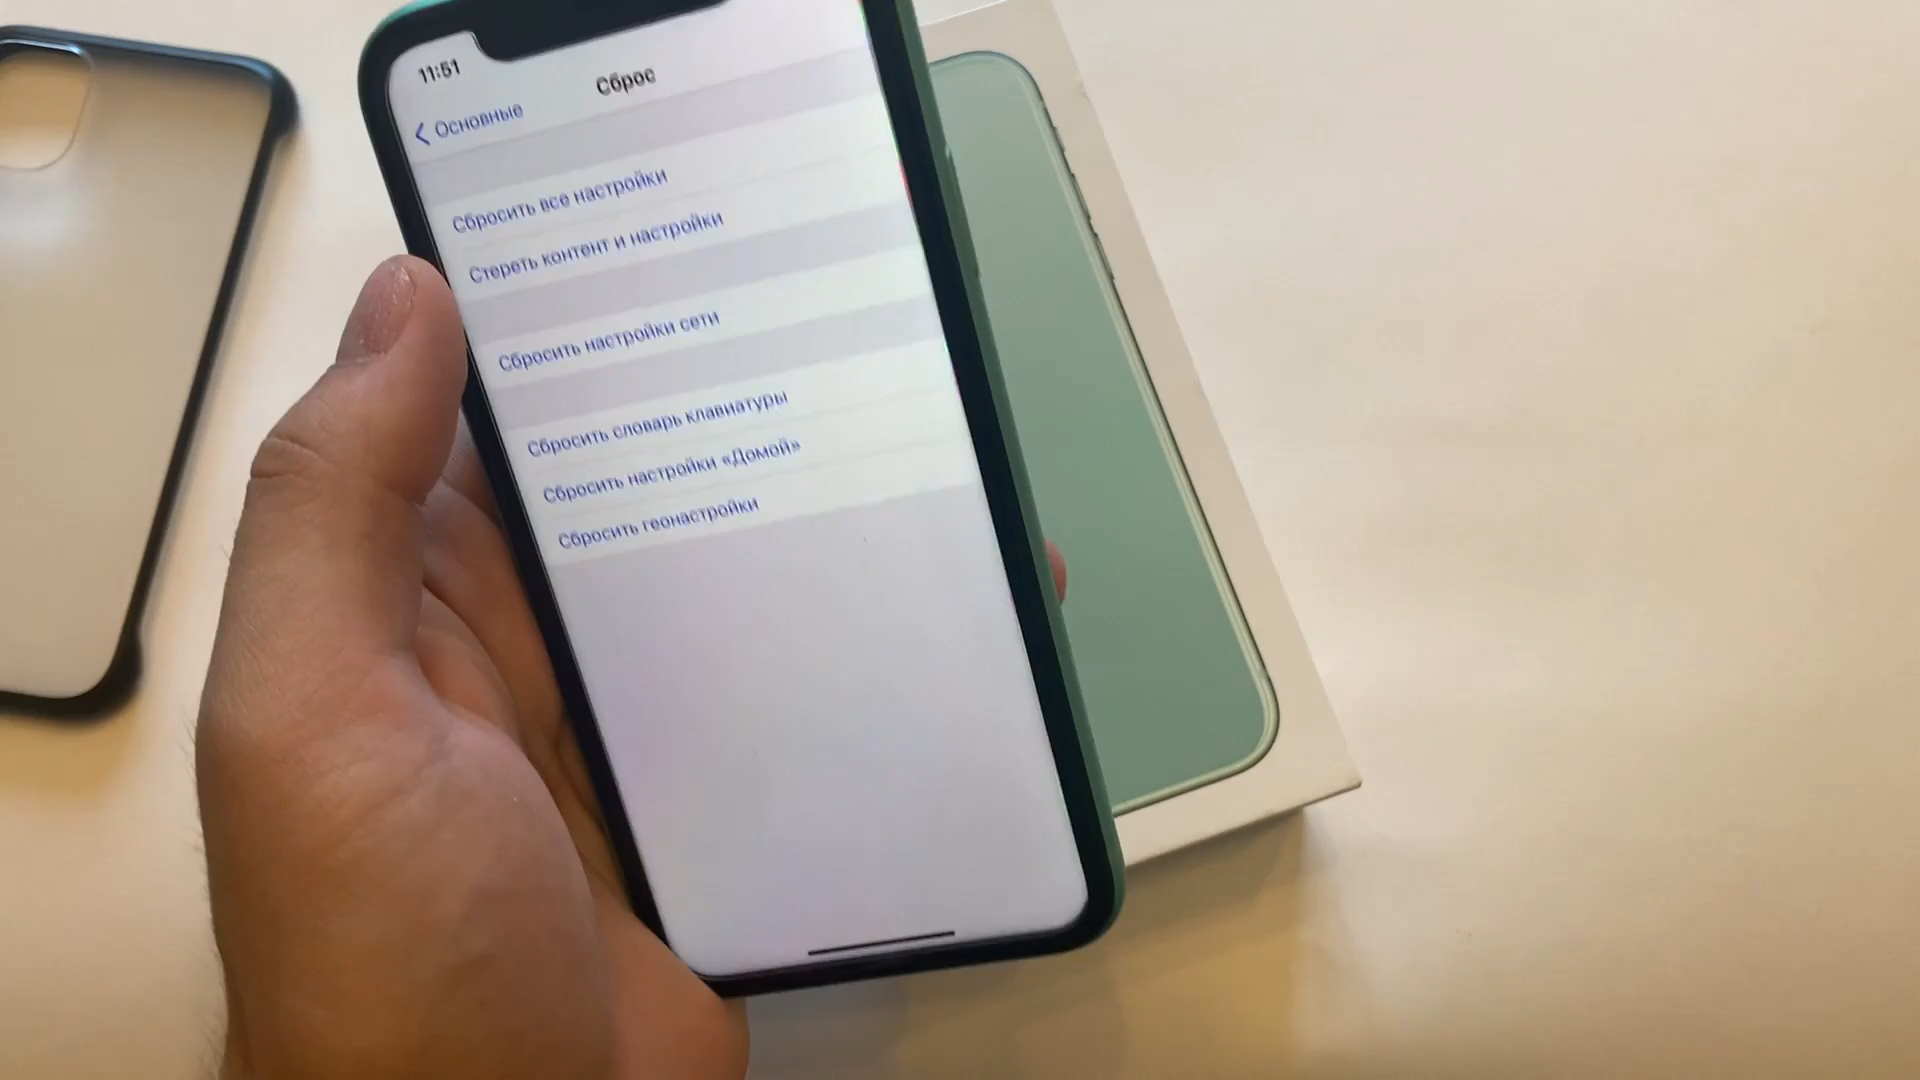 11:51
Сброс
Основные
Сбросить все настройки
Стереть контент и настройки
Сбросить настройки сети
Сбросить словарь клавиатуры
Сбросить настройки «Домой»
Сбросить геонастройки